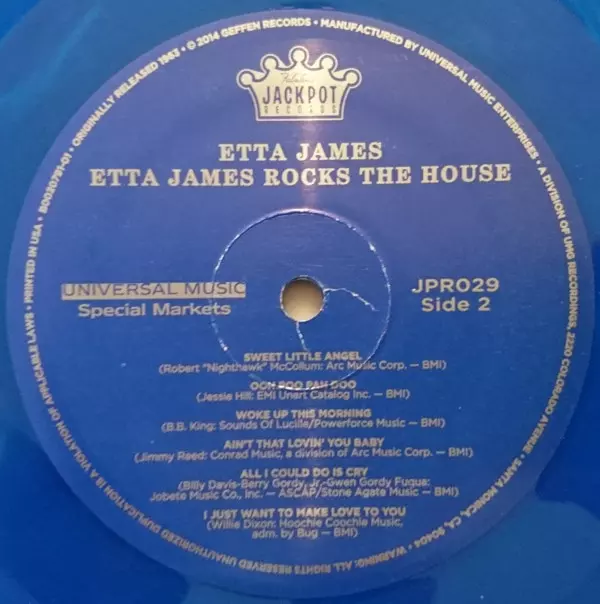 Fabulous
JACKPOT
RECORDS
ETTA JAMES
ETTA JAMES ROCKS THE HOUSE
UNIVERSAL MUSIC
Special Markets
JPR029
Side 2
SWEET LITTLE ANGEL
(Robert "Nighthawk" McCollum: Arc Music Corp. — BMI)
OOH POO PAH DOO
(Jessie Hill: EMI Unart Catalog Inc. — BMI)
WOKE UP THIS MORNING
(B.B. King: Sounds Of Lucille/Powerforce Music — BMI)
AIN'T THAT LOVIN' YOU BABY
(Jimmy Reed: Conrad Music, a division of Arc Music Corp. — BMI)
ALL I COULD DO IS CRY
(Billy Davis-Berry Gordy, Jr.-Gwen Gordy Fuqua:
Jobete Music Co., Inc. — ASCAP/Stone Agate Music — BMI)
I JUST WANT TO MAKE LOVE TO YOU
(Willie Dixon: Hoochie Coochie Music,
adm. by Bug — BMI)
B0020791-01 • ORIGINALLY RELEASED 1963 • © 2014 GEFFEN RECORDS • MANUFACTURED BY UNIVERSAL MUSIC ENTERPRISES • A DIVISION OF UMG RECORDINGS, 2220 COLORADO AVENUE • SANTA MONICA, CA, 90404 • WARNING: ALL RIGHTS RESERVED UNAUTHORIZED DUPLICATION IS A VIOLATION OF APPLICABLE LAWS • PRINTED IN USA •